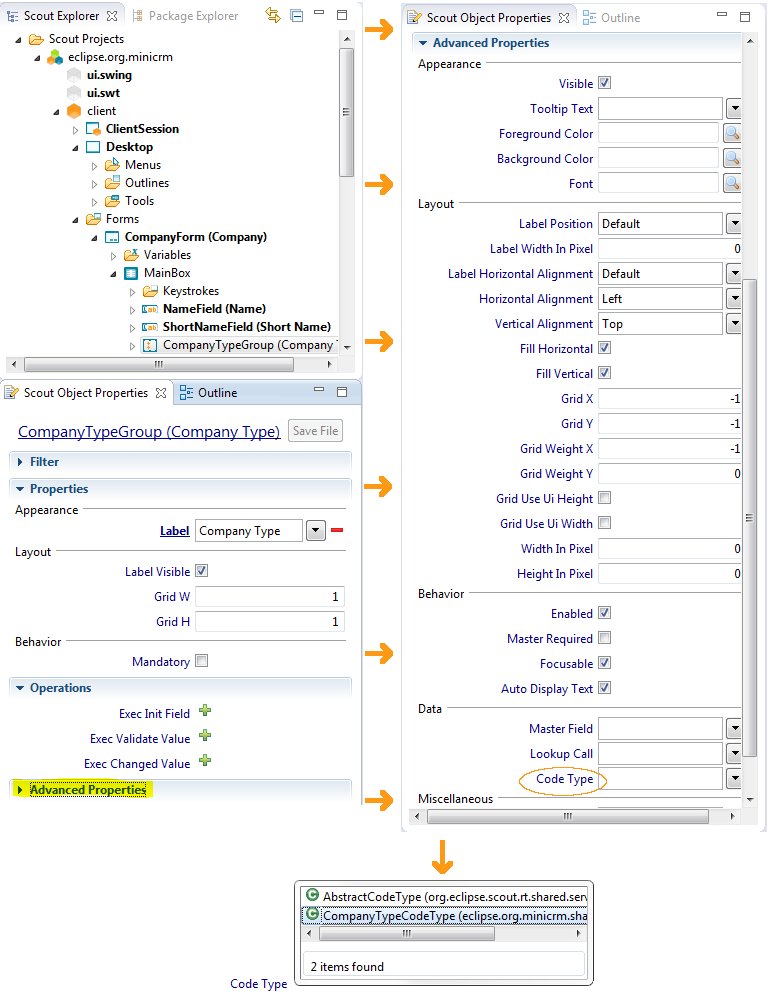 Scout Explorer
Package Explorer
Scout Projects
eclipse.org.minicrm
ui.swing
ui.swt
client
ClientSession
Desktop
Menus
Outlines
Tools
Forms
CompanyForm (Company)
Variables
MainBox
Keystrokes
NameField (Name)
ShortNameField (Short Name)
CompanyTypeGroup (Company
Scout Object Properties
Outline
CompanyTypeGroup (Company Type)
Save File
Filter
Properties
Appearance
Label Company Type
Layout
Label Visible
Grid W 1
Grid H 1
Behavior
Mandatory
Operations
Exec Init Field
Exec Validate Value
Exec Changed Value
Advanced Properties
Scout Object Properties
Outline
Advanced Properties
Appearance
Visible
Tooltip Text
Foreground Color
Background Color
Font
Layout
Label Position Default
Label Width In Pixel 0
Label Horizontal Alignment Default
Horizontal Alignment Left
Vertical Alignment Top
Fill Horizontal
Fill Vertical
Grid X -1
Grid Y -1
Grid Weight X -1
Grid Weight Y 0
Grid Use Ui Height
Grid Use Ui Width
Width In Pixel 0
Height In Pixel 0
Behavior
Enabled
Master Required
Focusable
Auto Display Text
Data
Master Field
Lookup Call
Code Type
Miscellaneous
AbstractCodeType (org.eclipse.scout.rt.shared.serv
CompanyTypeCodeType (eclipse.org.minicrm.sha
2 items found
Code Type